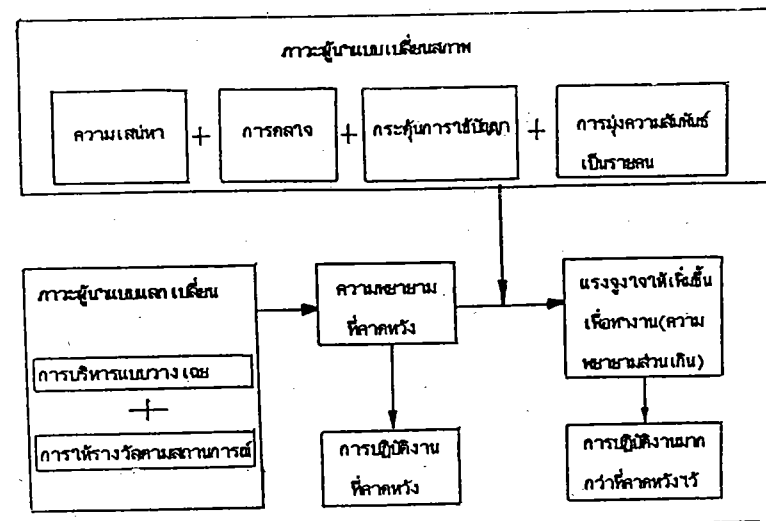 ภาวะผู้นำแบบเปลี่ยนสภาพ
ความเสน่หา + การดลใจ + กระตุ้นการใช้ปัญญา + การมุ่งความสัมพันธ์
เป็นรายคน
ภาวะผู้นำแบบแลกเปลี่ยน
การบริหารแบบวางเฉย
+
การให้รางวัลตามสถานการณ์
ความพยายาม
ที่คาดหวัง
แรงจูงใจให้เพิ่มขึ้น
เพื่อทำงาน(ความ
พยายามส่วนเกิน)
การปฏิบัติงาน
ที่คาดหวัง
การปฏิบัติงานมาก
กว่าที่คาดหวังไว้